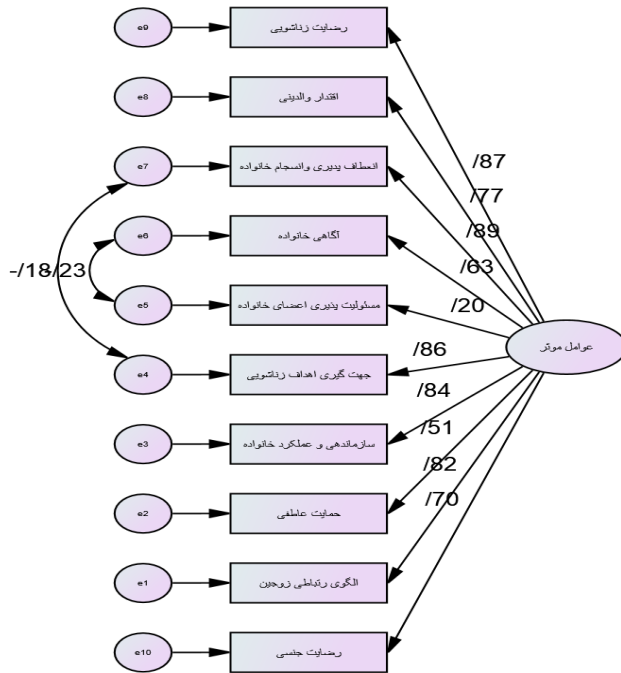 e9
رضایت زناشویی
e8
اقتدار والدینی
e7
انعطاف پذیری وانسجام خانواده
e6
آگاهی خانواده
e5
مسئولیت پذیری اعضای خانواده
e4
جهت گیری اهداف زناشویی
e3
سازماندهی و عملکرد خانواده
e2
حمایت عاطفی
e1
الگوی رتباطی زوجین
e10
رضایت جنسی
عوامل موثر
/87
/77
/89
/63
/20
/86
/84
/51
/82
/70
-/18
/23